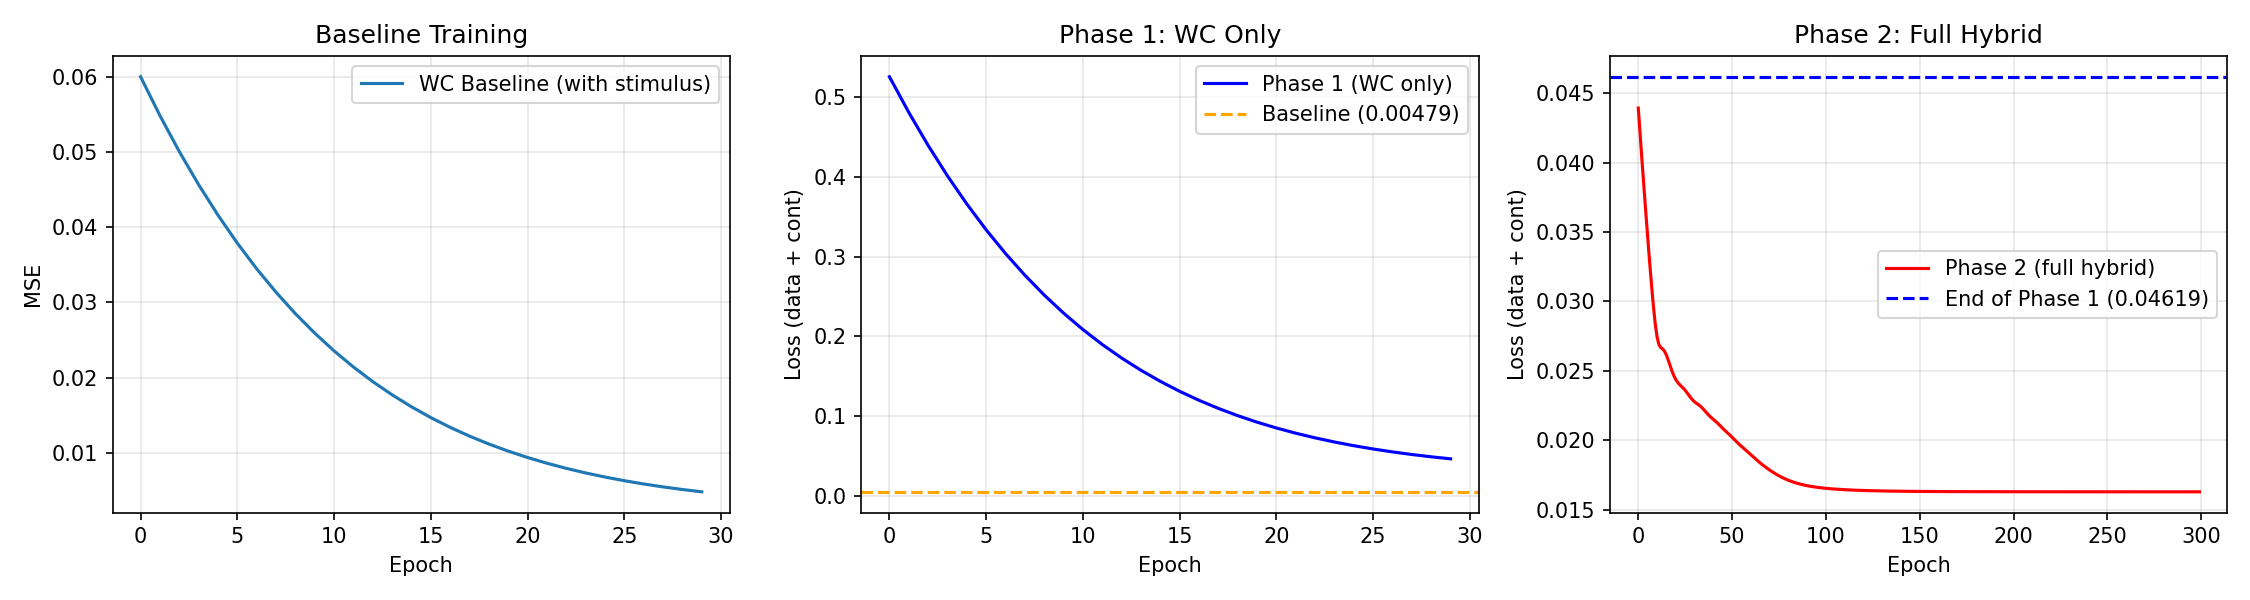 Baseline Training
WC Baseline (with stimulus)
MSE
0.06
0.05
0.04
0.03
0.02
0.01
0 5 10 15 20 25 30
Epoch
Phase 1: WC Only
Phase 1 (WC only)
Baseline (0.00479)
Loss (data + cont)
0.5
0.4
0.3
0.2
0.1
0.0
0 5 10 15 20 25 30
Epoch
Phase 2: Full Hybrid
Phase 2 (full hybrid)
End of Phase 1 (0.04619)
Loss (data + cont)
0.045
0.040
0.035
0.030
0.025
0.020
0.015
0 50 100 150 200 250 300
Epoch